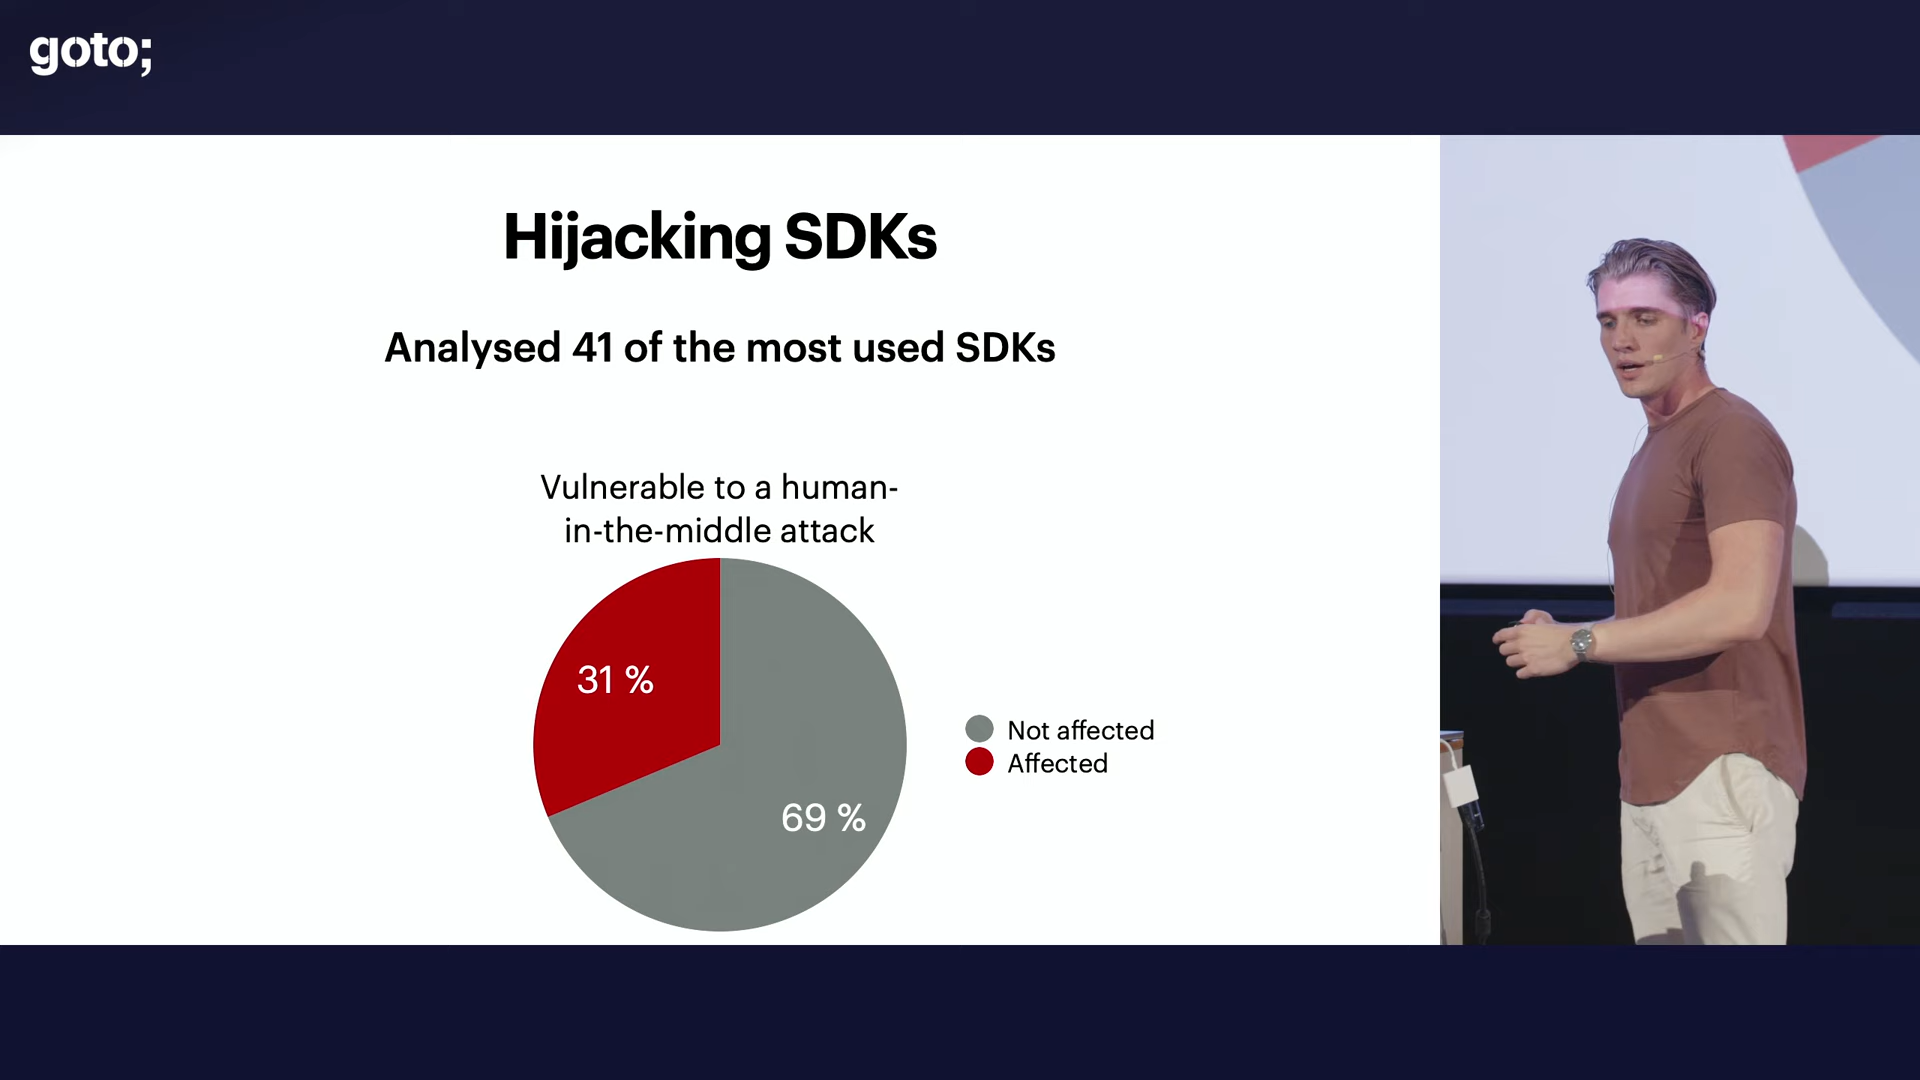 goto;
Hijacking SDKs
Analysed 41 of the most used SDKs
Vulnerable to a human-
in-the-middle attack
31 %
69 %
Not affected
Affected